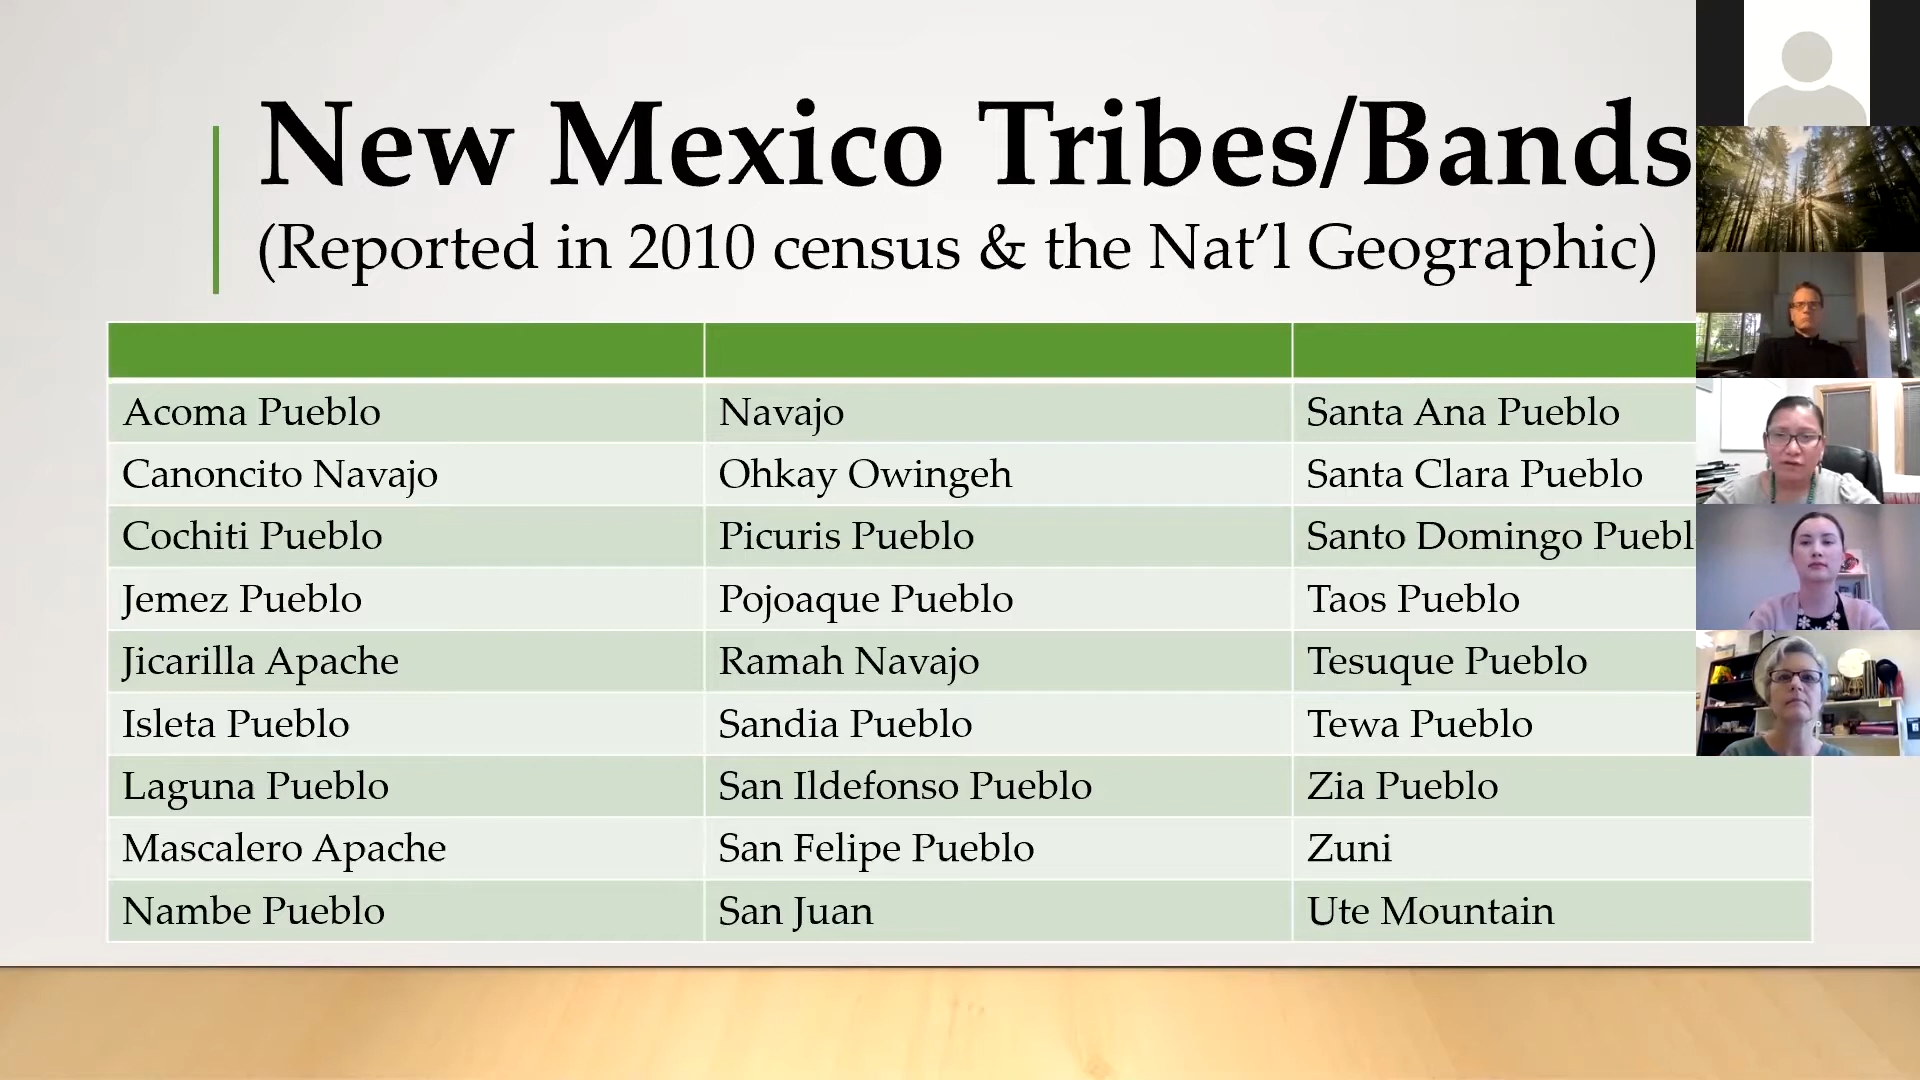 New Mexico Tribes/Bands
(Reported in 2010 census & the Nat’l Geographic)
Acoma Pueblo Navajo Santa Ana Pueblo
Canoncito Navajo Ohkay Owingeh Santa Clara Pueblo
Cochiti Pueblo Picuris Pueblo Santo Domingo Puebl
Jemez Pueblo Pojoaque Pueblo Taos Pueblo
Jicarilla Apache Ramah Navajo Tesuque Pueblo
Isleta Pueblo Sandia Pueblo Tewa Pueblo
Laguna Pueblo San Ildefonso Pueblo Zia Pueblo
Mascalero Apache San Felipe Pueblo Zuni
Nambe Pueblo San Juan Ute Mountain